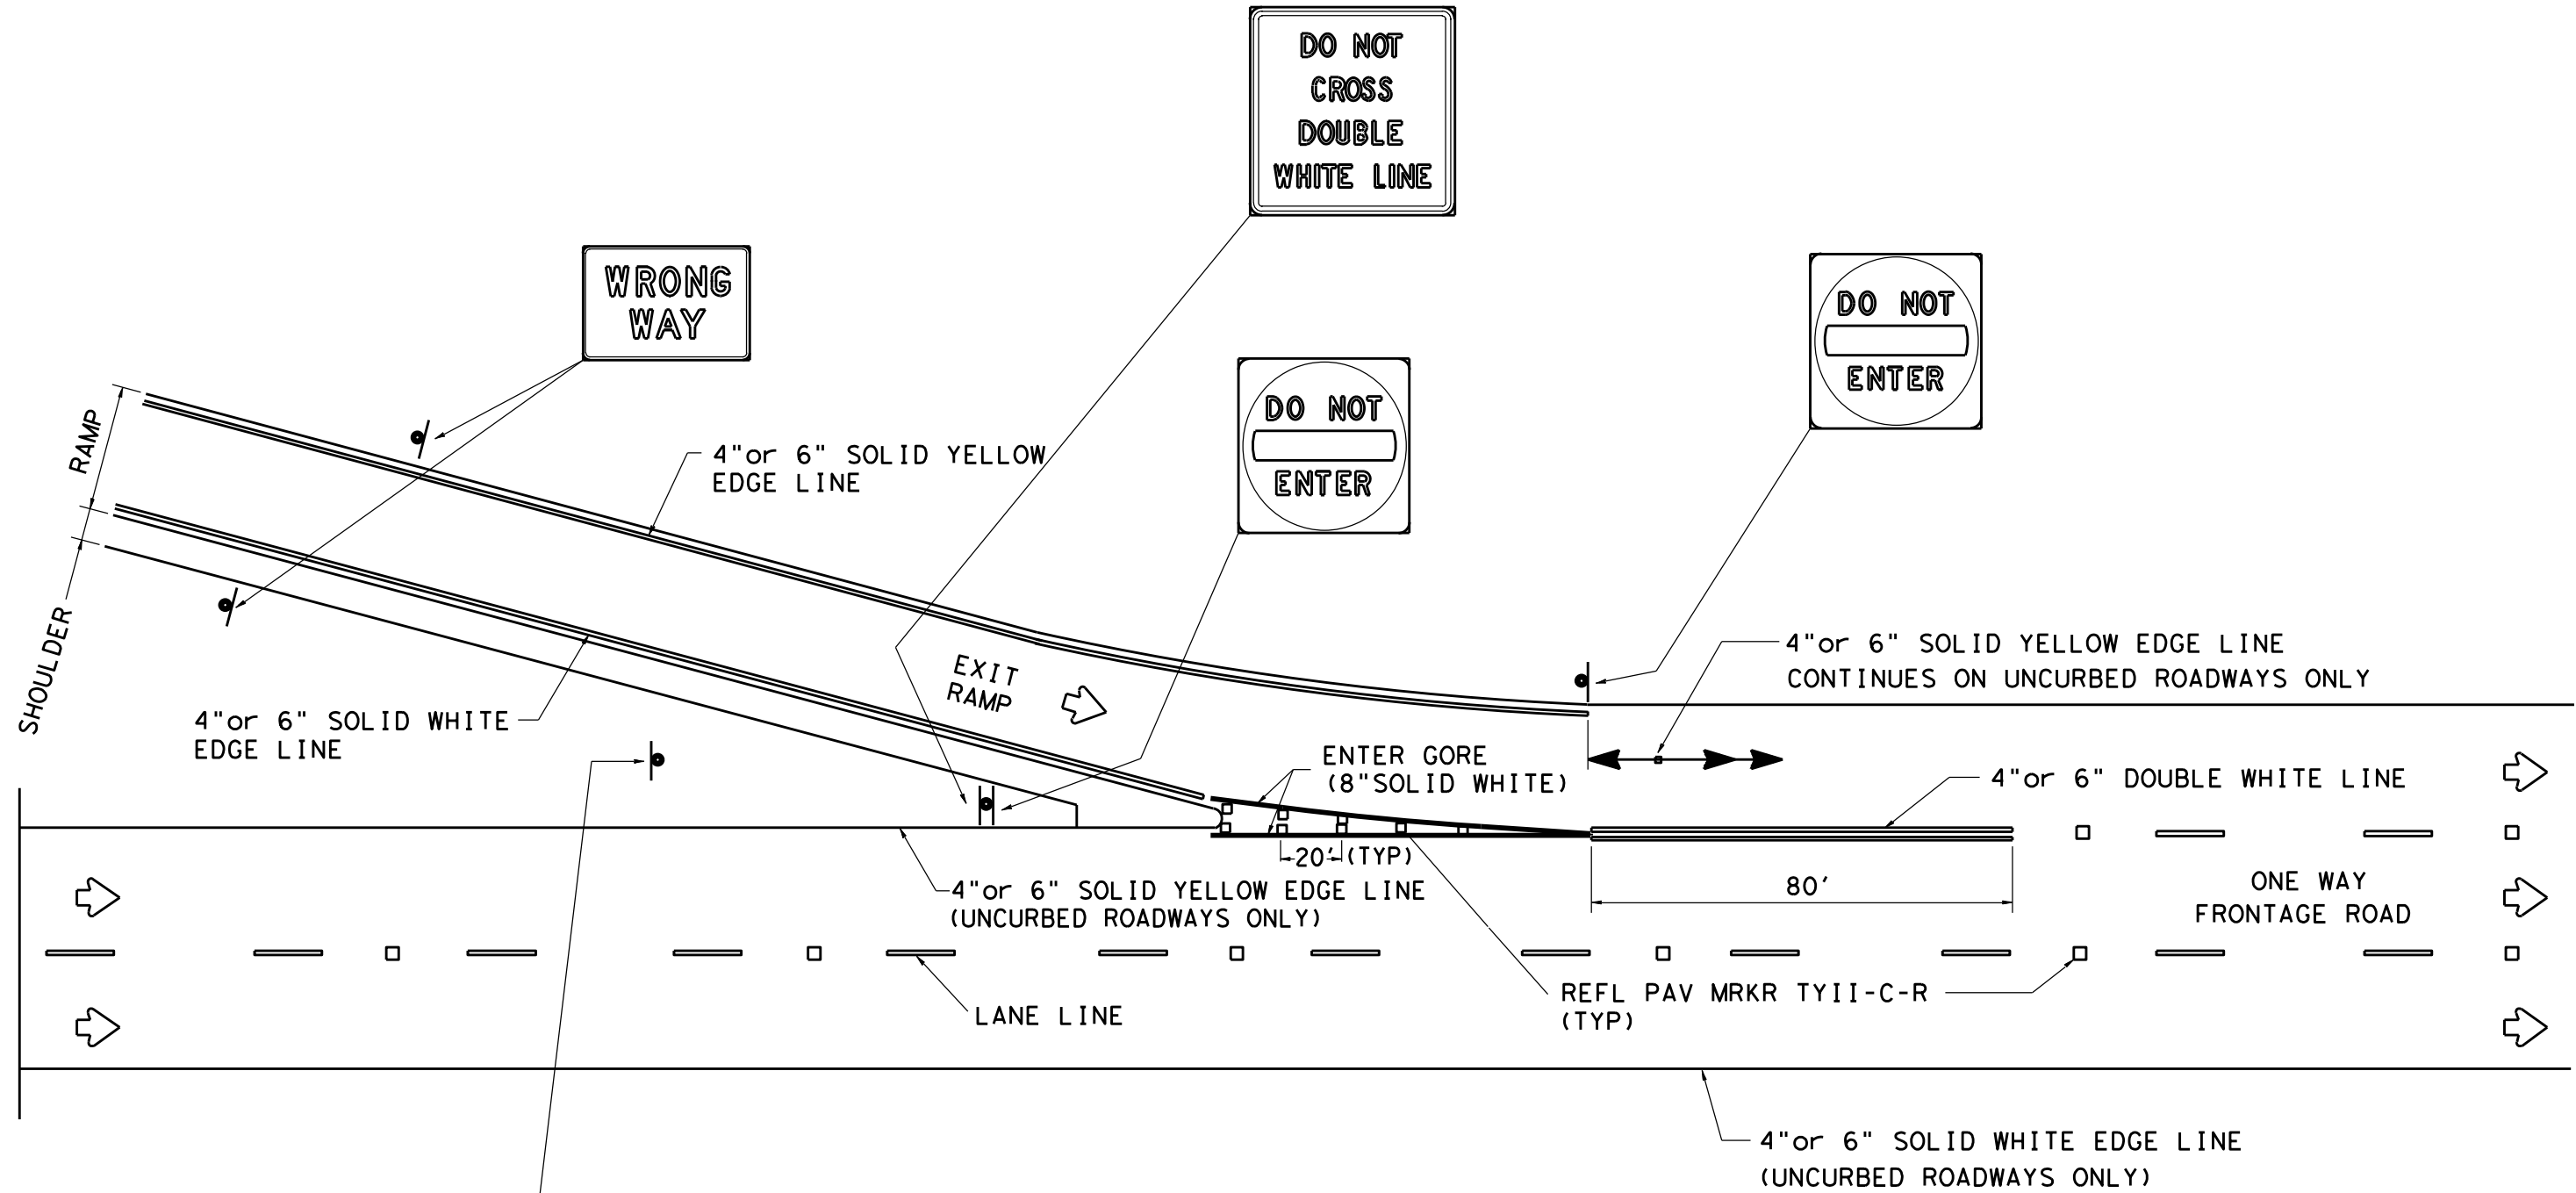 DO NOT
CROSS
DOUBLE
WHITE LINE
WRONG
WAY
DO NOT
ENTER
DO NOT
ENTER
RAMP
SHOULDER
4"or 6" SOLID YELLOW
EDGE LINE
4"or 6" SOLID WHITE
EDGE LINE
EXIT
RAMP
4"or 6" SOLID YELLOW EDGE LINE
CONTINUES ON UNCURBED ROADWAYS ONLY
ENTER GORE
(8"SOLID WHITE)
4"or 6" DOUBLE WHITE LINE
20' (TYP)
4"or 6" SOLID YELLOW EDGE LINE
(UNCURBED ROADWAYS ONLY)
80'
ONE WAY
FRONTAGE ROAD
LANE LINE
REFL PAV MRKR TYII-C-R
(TYP)
4"or 6" SOLID WHITE EDGE LINE
(UNCURBED ROADWAYS ONLY)